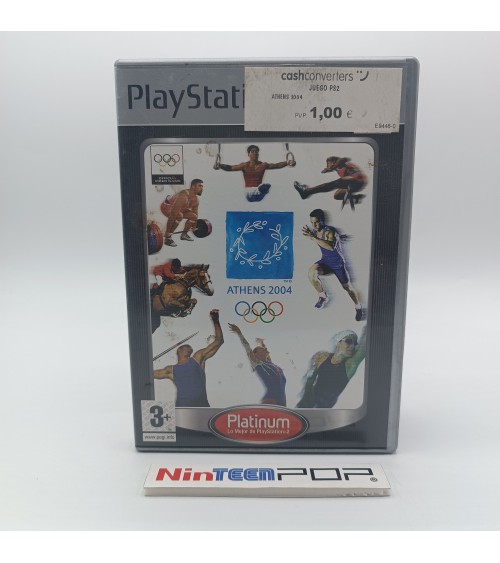 cashconverters
JUEGO PS2
ATHENS 2004
PVP 1,00 €
E9446-C
PlayStati
ATHENS 2004
3+
www.pegi.info
Platinum
Lo Mejor de PlayStation 2
NinTEENPOP®